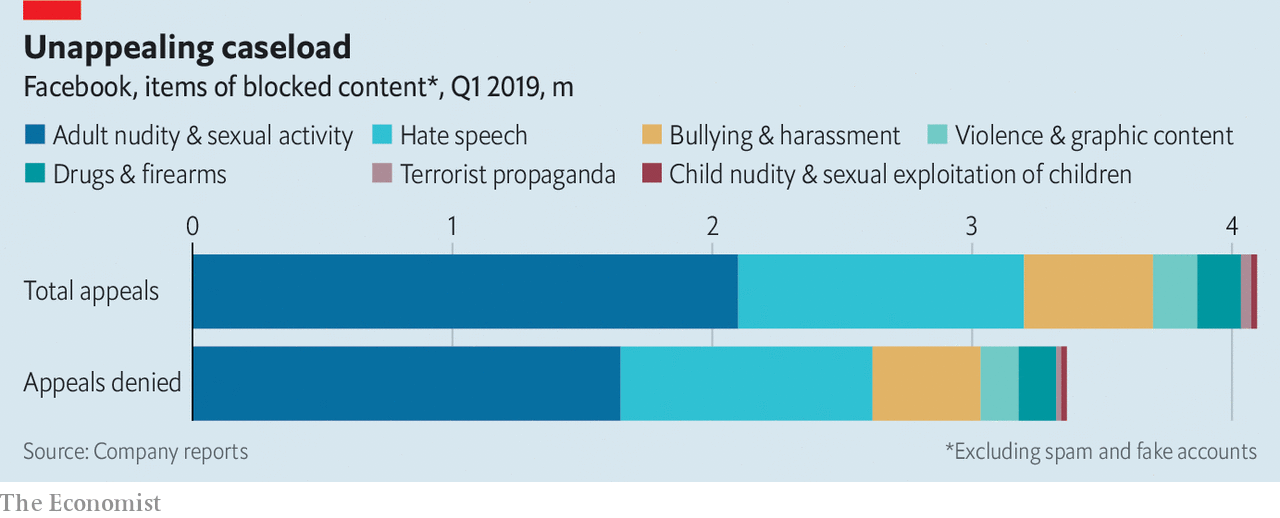 Unappealing caseload
Facebook, items of blocked content*, Q1 2019, m
Adult nudity & sexual activity Hate speech Bullying & harassment Violence & graphic content
Drugs & firearms Terrorist propaganda Child nudity & sexual exploitation of children
0 1 2 3 4
Total appeals
Appeals denied
Source: Company reports *Excluding spam and fake accounts
The Economist